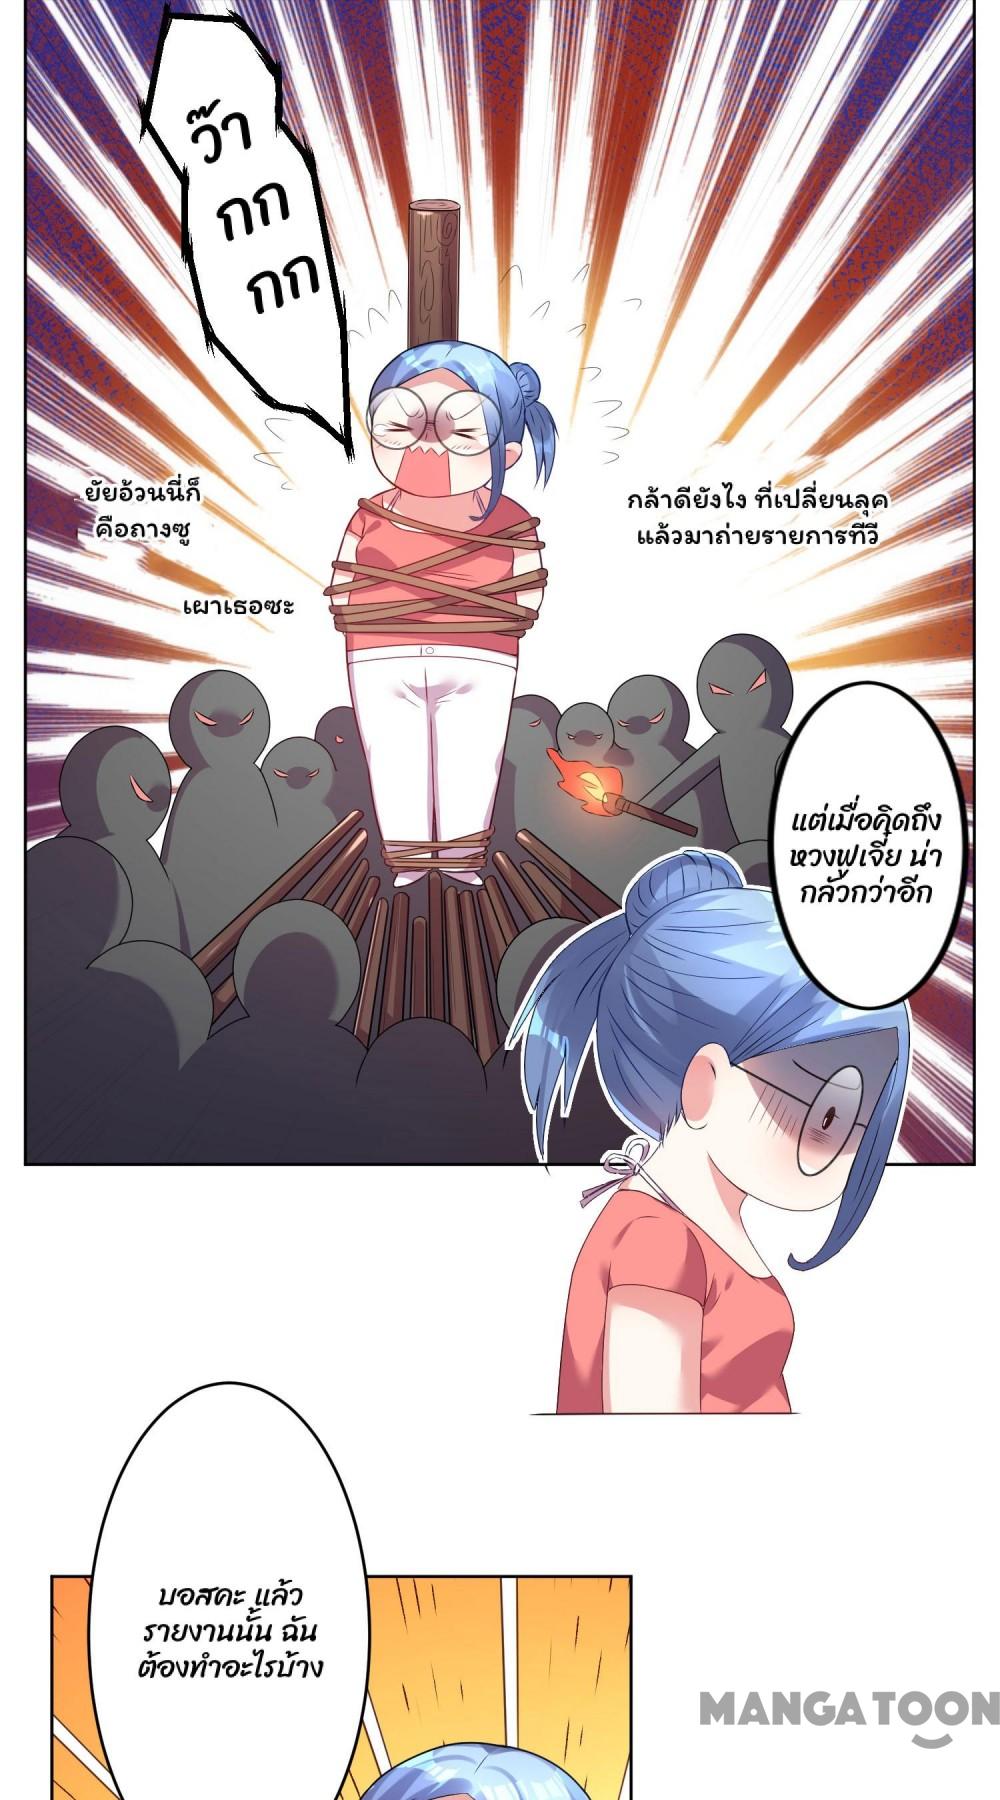 ว๊า
กก
กก
ยัยอ้วนนี่ก็
คือถางซู
กล้าดียังไง ที่เปลี่ยนลุค
แล้วมาถ่ายรายการทีวี
เผาเธอซะ
แต่เมื่อคิดถึง
หวงฟูเจี๋ย น่า
กลัวกว่าอีก
บอสคะ แล้ว
รายงานนั้น ฉัน
ต้องทำอะไรบ้าง
MANGATOON